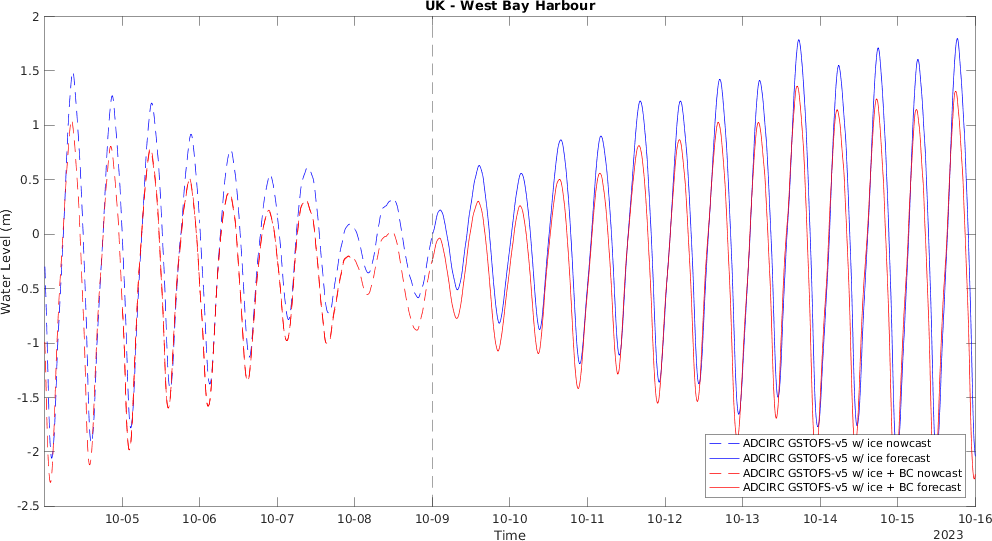 UK - West Bay Harbour
2
1.5
1
0.5
0
-0.5
-1
-1.5
-2
-2.5
Water Level (m)
10-05 10-06 10-07 10-08 10-09 10-10 10-11 10-12 10-13 10-14 10-15 10-16
Time
2023
ADCIRC GSTOFS-v5 w/ ice nowcast
ADCIRC GSTOFS-v5 w/ ice forecast
ADCIRC GSTOFS-v5 w/ ice + BC nowcast
ADCIRC GSTOFS-v5 w/ ice + BC forecast